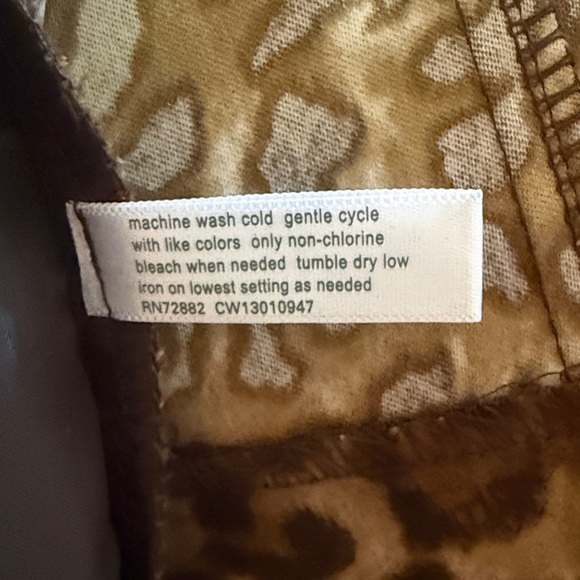 machine wash cold gentle cycle
with like colors only non-chlorine
bleach when needed tumble dry low
iron on lowest setting as needed
RN72882 CW13010947